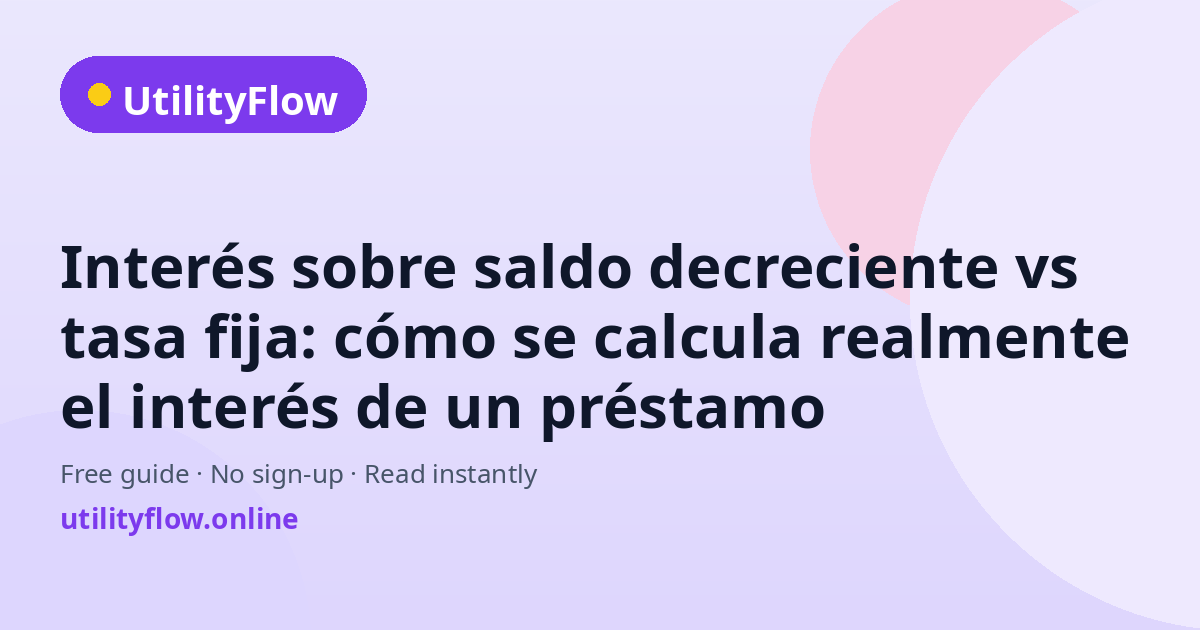 UtilityFlow
Interés sobre saldo decreciente vs
tasa fija: cómo se calcula realmente
el interés de un préstamo
Free guide · No sign-up · Read instantly
utilityflow.online